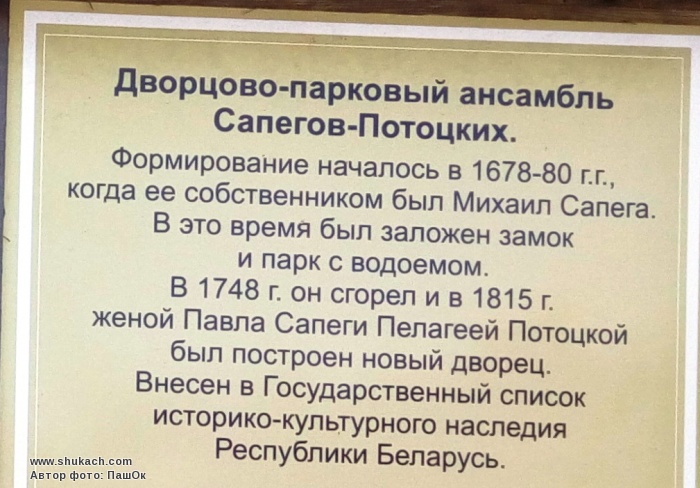 Дворцово-парковый ансамбль
Сапегов-Потоцких.
Формирование началось в 1678-80 г.г.,
когда ее собственником был Михаил Сапега.
В это время был заложен замок
и парк с водоемом.
В 1748 г. он сгорел и в 1815 г.
женой Павла Сапеги Пелагеей Потоцкой
был построен новый дворец.
Внесен в Государственный список
историко-культурного наследия
Республики Беларусь.
www.shukach.com
Автор фото: ПашОк